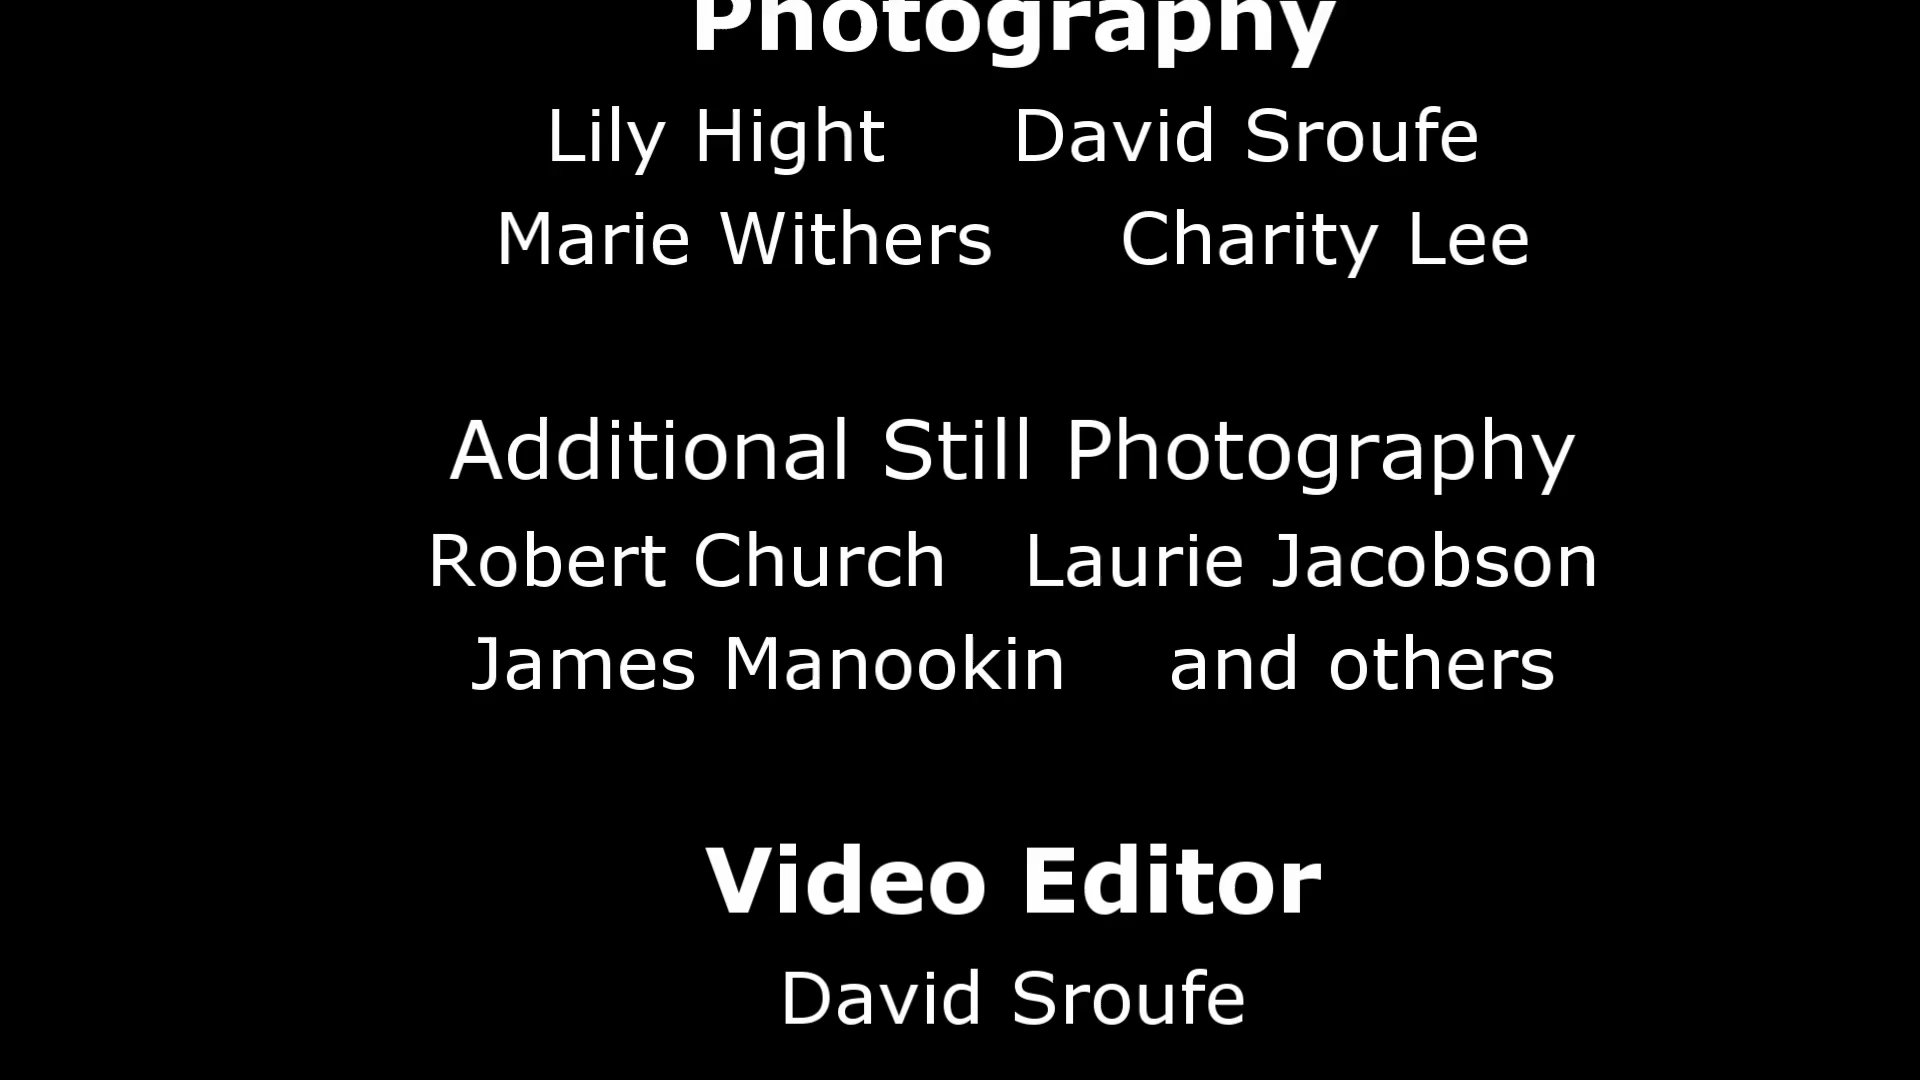 Photography
Lily Hight David Sroufe
Marie Withers Charity Lee
Additional Still Photography
Robert Church Laurie Jacobson
James Manookin and others
Video Editor
David Sroufe